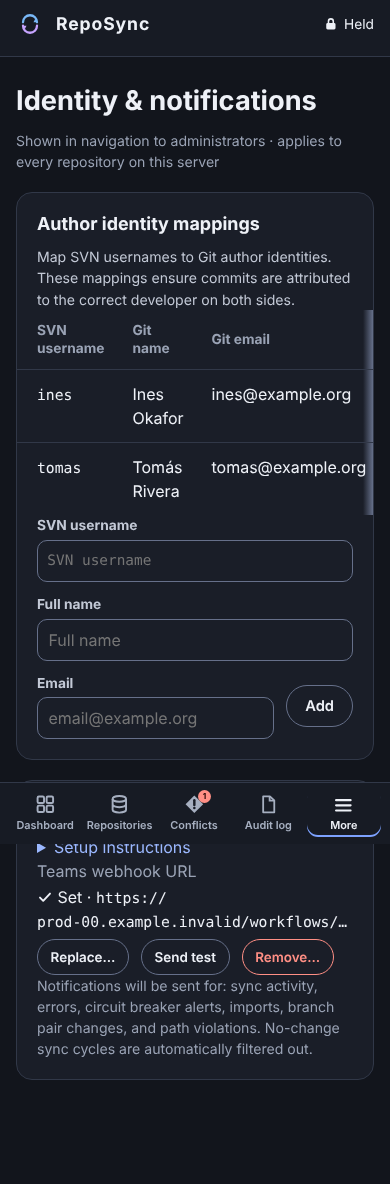 RepoSync
Held
Identity & notifications
Shown in navigation to administrators · applies to
every repository on this server
Author identity mappings
Map SVN usernames to Git author identities.
These mappings ensure commits are attributed
to the correct developer on both sides.
SVN username
Git name
Git email
ines
Ines Okafor
ines@example.org
tomas
Tomás Rivera
tomas@example.org
SVN username
SVN username
Full name
Full name
Email
email@example.org
Add
Dashboard
Repositories
Conflicts
1
Audit log
More
Setup instructions
Teams webhook URL
Set · https://
prod-00.example.invalid/workflows/…
Replace…
Send test
Remove…
Notifications will be sent for: sync activity,
errors, circuit breaker alerts, imports, branch
pair changes, and path violations. No-change
sync cycles are automatically filtered out.